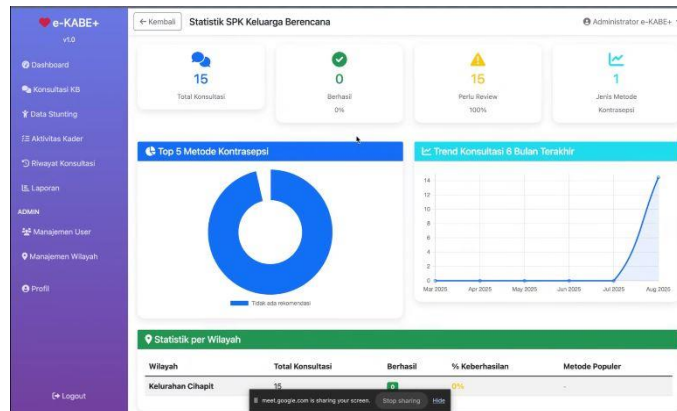 e-KABE+
v1.0
Dashboard
Konsultasi KB
Data Stunting
Aktivitas Kader
Riwayat Konsultasi
Laporan
ADMIN
Manajemen User
Manajemen Wilayah
Profil
Logout
← Kembali
Statistik SPK Keluarga Berencana
Administrator e-KABE+
15
Total Konsultasi
0
Berhasil
0%
15
Perlu Review
100%
1
Jenis Metode
Kontrasepsi
Top 5 Metode Kontrasepsi
Tidak ada rekomendasi
Trend Konsultasi 6 Bulan Terakhir
14
12
10
8
6
4
2
0
Mar 2025 Apr 2025 May 2025 Jun 2025 Jul 2025 Aug 2025
Statistik per Wilayah
Wilayah Total Konsultasi Berhasil % Keberhasilan Metode Populer
Kelurahan Cihapit 15 0 0% -
meet.google.com is sharing your screen. Stop sharing Hide